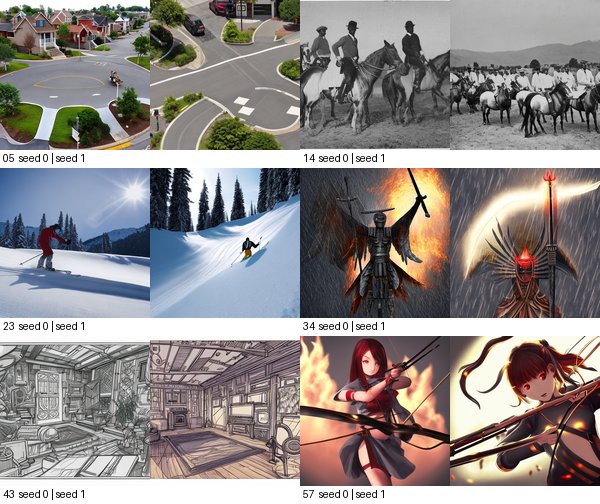 05 seed 0 | seed 1
14 seed 0 | seed 1
23 seed 0 | seed 1
34 seed 0 | seed 1
43 seed 0 | seed 1
57 seed 0 | seed 1